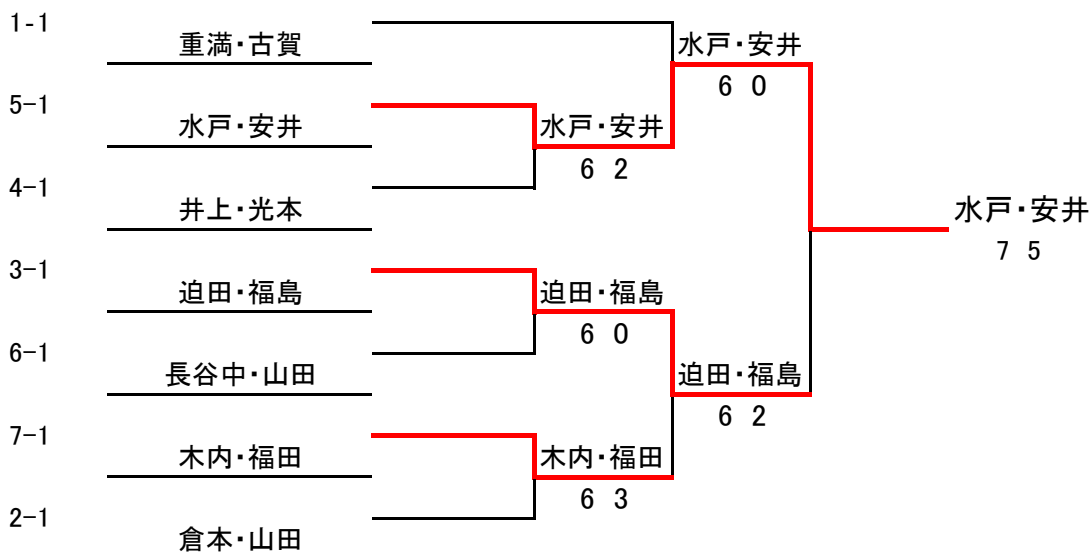 1-1
重満・古賀
水戸・安井
6 0
5-1
水戸・安井
水戸・安井
6 2
4-1
井上・光本
水戸・安井
7 5
3-1
迫田・福島
迫田・福島
6 0
6-1
長谷中・山田
迫田・福島
6 2
7-1
木内・福田
木内・福田
6 3
2-1
倉本・山田